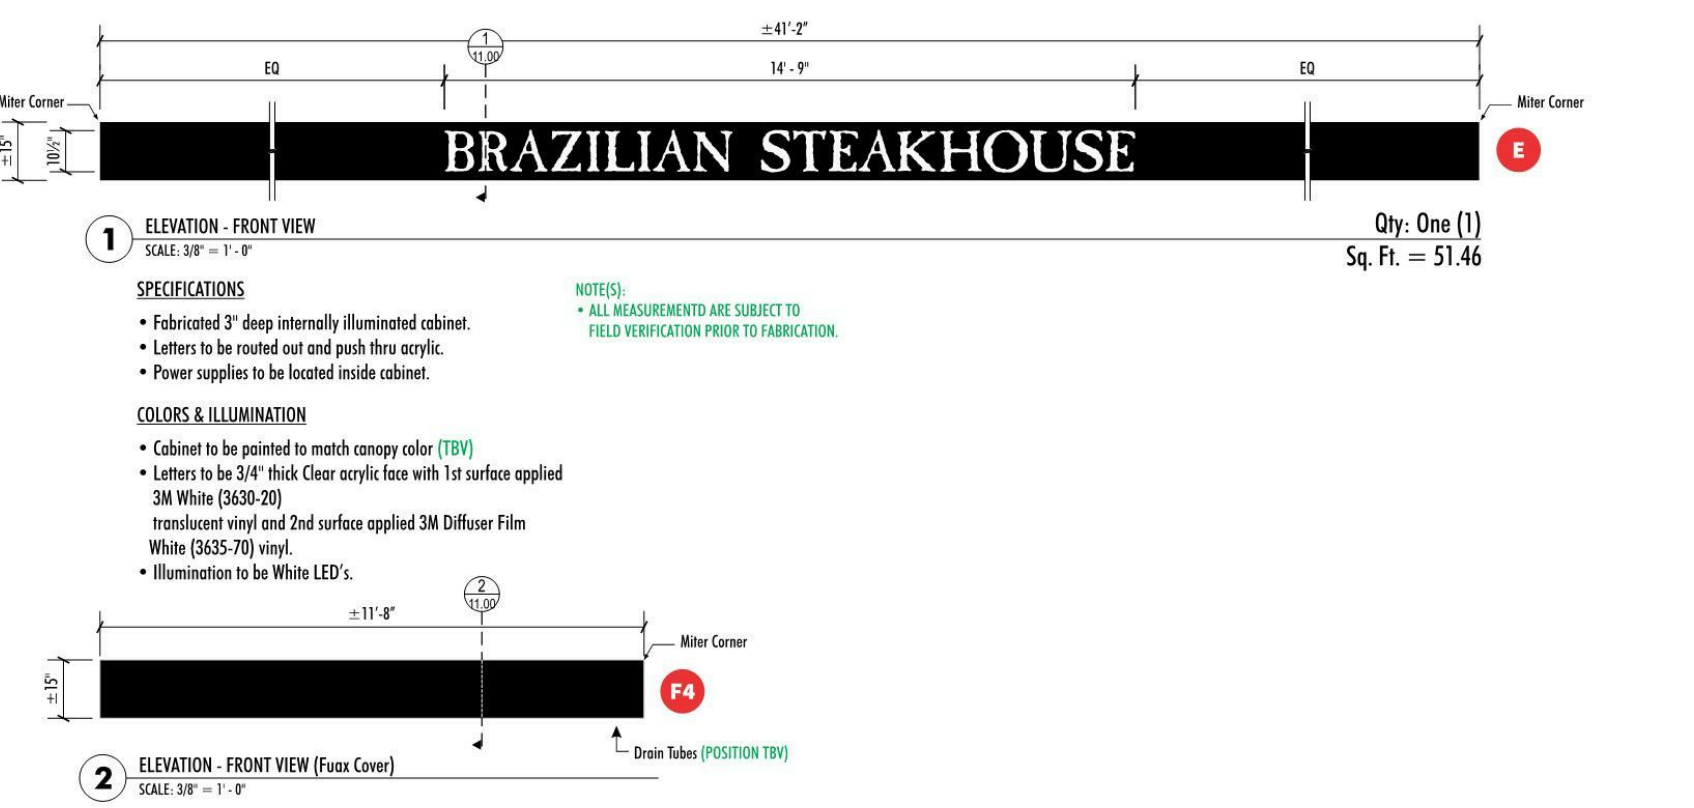 ±41'-2"
1
11.00
EQ
14' - 9"
EQ
Miter Corner
Miter Corner
±15"
10½"
BRAZILIAN STEAKHOUSE
E
1
ELEVATION - FRONT VIEW
SCALE: 3/8" = 1' - 0"
Qty: One (1)
Sq. Ft. = 51.46
SPECIFICATIONS
• Fabricated 3" deep internally illuminated cabinet.
• Letters to be routed out and push thru acrylic.
• Power supplies to be located inside cabinet.
NOTE(S):
• ALL MEASUREMENTD ARE SUBJECT TO
FIELD VERIFICATION PRIOR TO FABRICATION.
COLORS & ILLUMINATION
• Cabinet to be painted to match canopy color (TBV)
• Letters to be 3/4" thick Clear acrylic face with 1st surface applied
3M White (3630-20)
translucent vinyl and 2nd surface applied 3M Diffuser Film
White (3635-70) vinyl.
• Illumination to be White LED's.
2
11.00
±11'-8"
Miter Corner
±15"
F4
Drain Tubes (POSITION TBV)
2
ELEVATION - FRONT VIEW (Fuax Cover)
SCALE: 3/8" = 1' - 0"